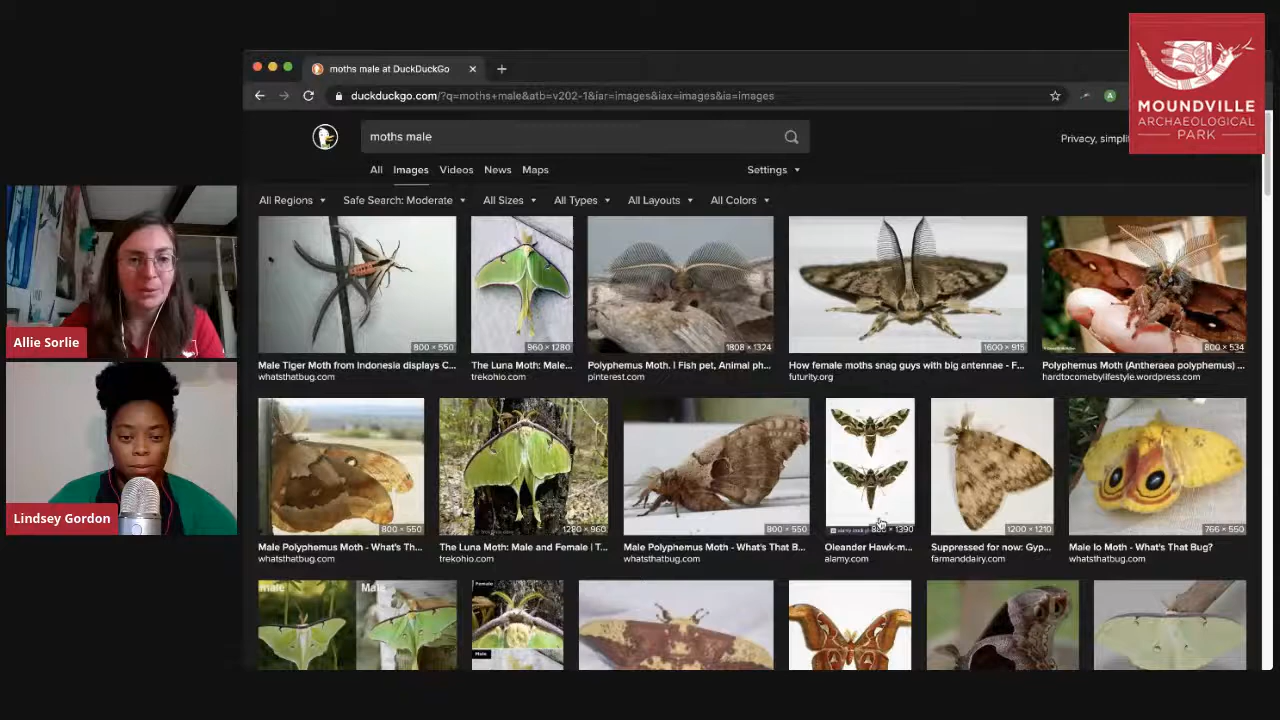 moths male at DuckDuckGo
duckduckgo.com/?q=moths+male&atb=v202-1&iar=images&iax=images&ia=images
A
MOUNDVILLE
ARCHAEOLOGICAL
PARK
moths male
All Images Videos News Maps
Settings
All Regions Safe Search: Moderate All Sizes All Types All Layouts All Colors
800 × 550
960 × 1280
1808 × 1324
1600 × 915
800 × 534
Male Tiger Moth from Indonesia displays C...
whatsthatbug.com
The Luna Moth: Male...
trekohio.com
Polyphemus Moth. | Fish pet, Animal ph...
pinterest.com
How female moths snag guys with big antennae - F...
futurity.org
Polyphemus Moth (Antheraea polyphemus) ...
hardtocomebylifestyle.wordpress.com
800 × 550
1280 × 960
800 × 550
1390
1200 × 1210
766 × 550
Male Polyphemus Moth - What's Th...
whatsthatbug.com
The Luna Moth: Male and Female | T...
trekohio.com
Male Polyphemus Moth - What's That B...
whatsthatbug.com
Oleander Hawk-m...
alamy.com
Suppressed for now: Gyp...
farmanddairy.com
Male Io Moth - What's That Bug?
whatsthatbug.com
male
Male
Female
Male
Allie Sorlie
Lindsey Gordon